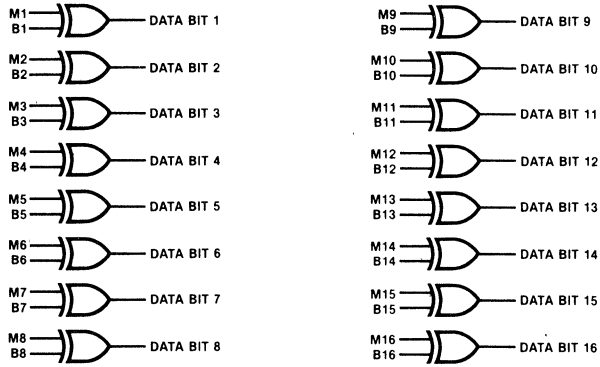 M1
B1
DATA BIT 1
M2
B2
DATA BIT 2
M3
B3
DATA BIT 3
M4
B4
DATA BIT 4
M5
B5
DATA BIT 5
M6
B6
DATA BIT 6
M7
B7
DATA BIT 7
M8
B8
DATA BIT 8
M9
B9
DATA BIT 9
M10
B10
DATA BIT 10
M11
B11
DATA BIT 11
M12
B12
DATA BIT 12
M13
B13
DATA BIT 13
M14
B14
DATA BIT 14
M15
B15
DATA BIT 15
M16
B16
DATA BIT 16